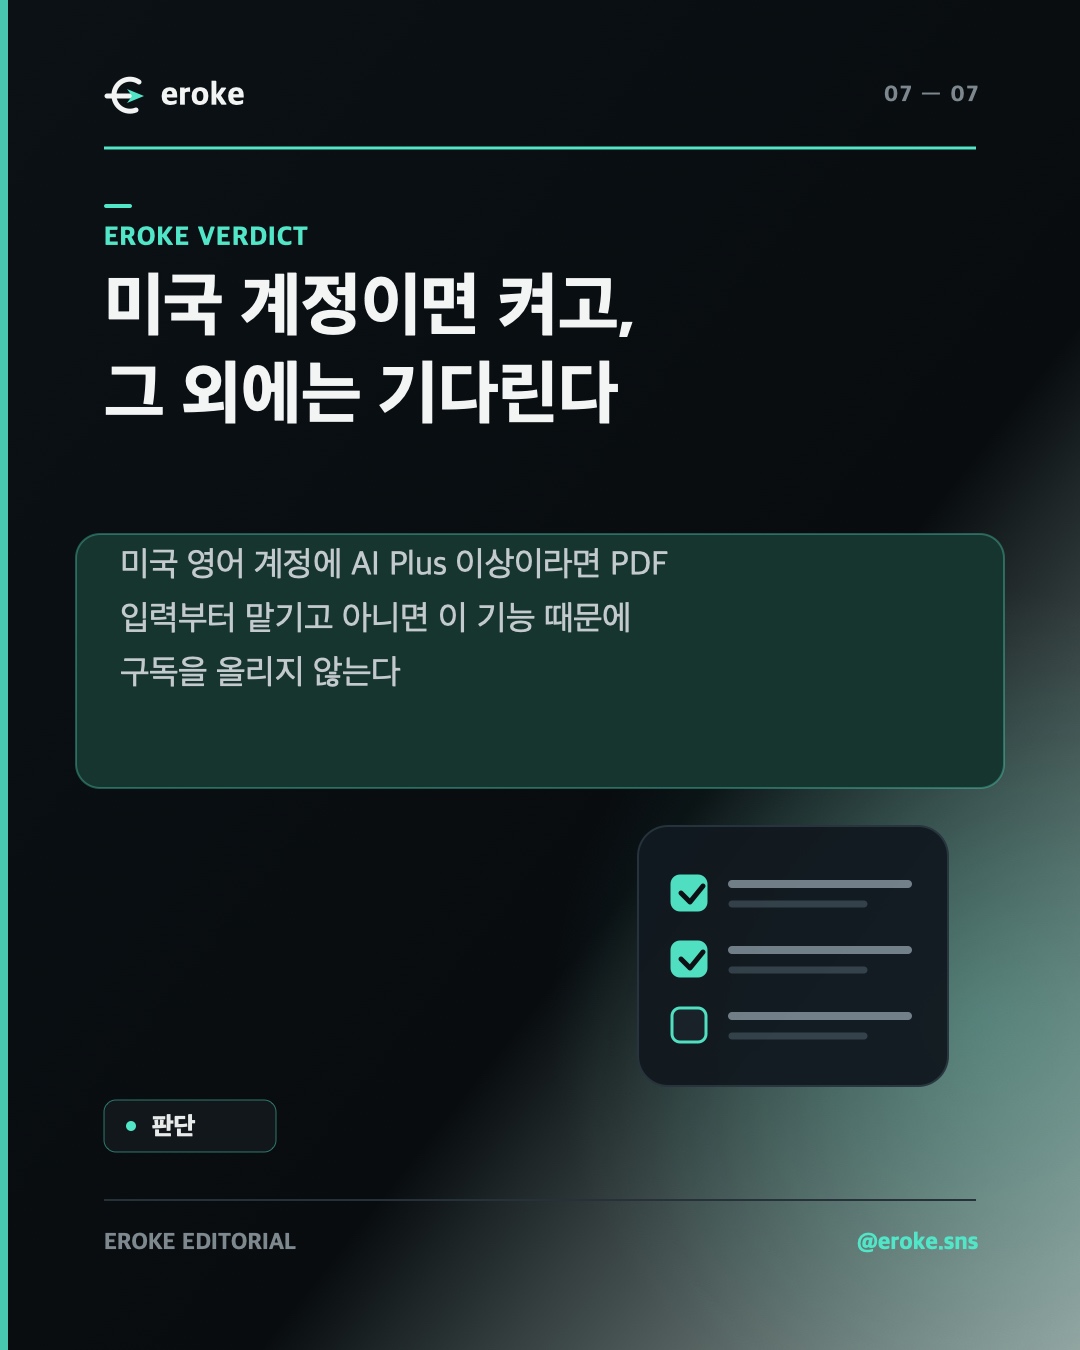 eroke
07 — 07
EROKE VERDICT
미국 계정이면 켜고,
그 외에는 기다린다
미국 영어 계정에 AI Plus 이상이라면 PDF
입력부터 맡기고 아니면 이 기능 때문에
구독을 올리지 않는다
판단
EROKE EDITORIAL
@eroke.sns